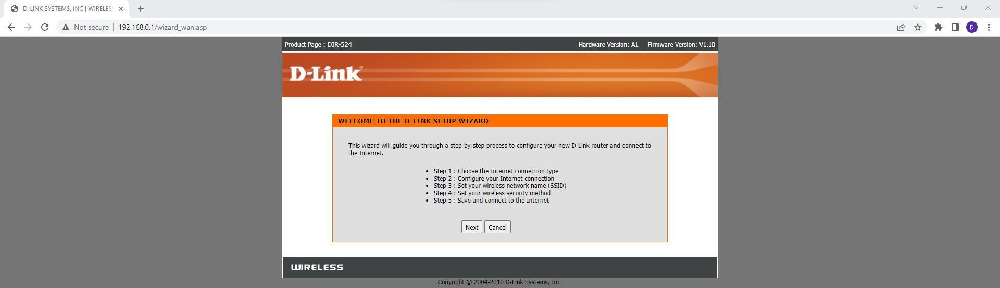 D-LINK SYSTEMS, INC | WIRELESS
Not secure 192.168.0.1/wizard_wan.asp
D
Product Page : DIR-524 Hardware Version: A1 Firmware Version: V1.10
D-Link®
WELCOME TO THE D-LINK SETUP WIZARD
This wizard will guide you through a step-by-step process to configure your new D-Link router and connect to
the Internet.
• Step 1 : Choose the Internet connection type
• Step 2 : Configure your Internet connection
• Step 3 : Set your wireless network name (SSID)
• Step 4 : Set your wireless security method
• Step 5 : Save and connect to the Internet
Next Cancel
WIRELESS
Copyright © 2004-2010 D-Link Systems, Inc.